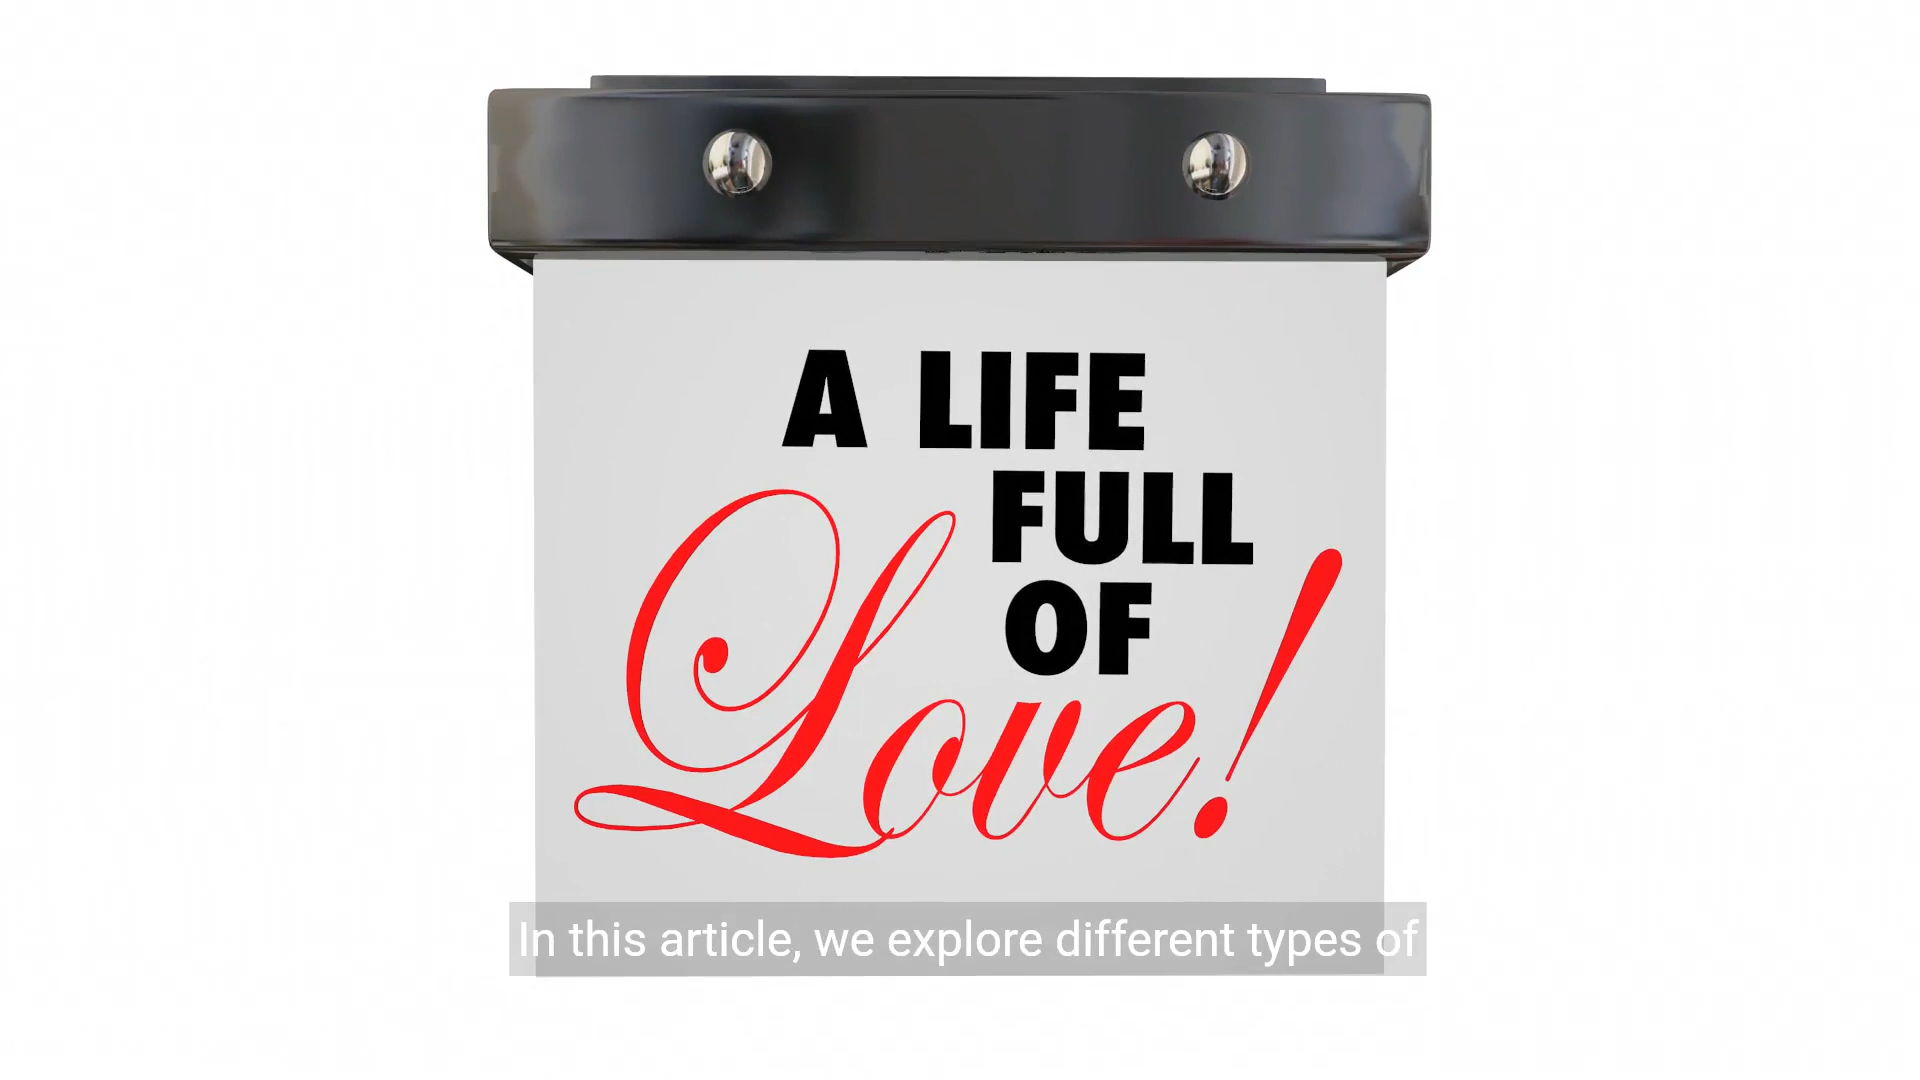 A LIFE
FULL
OF
Love!
In this article, we explore different types of